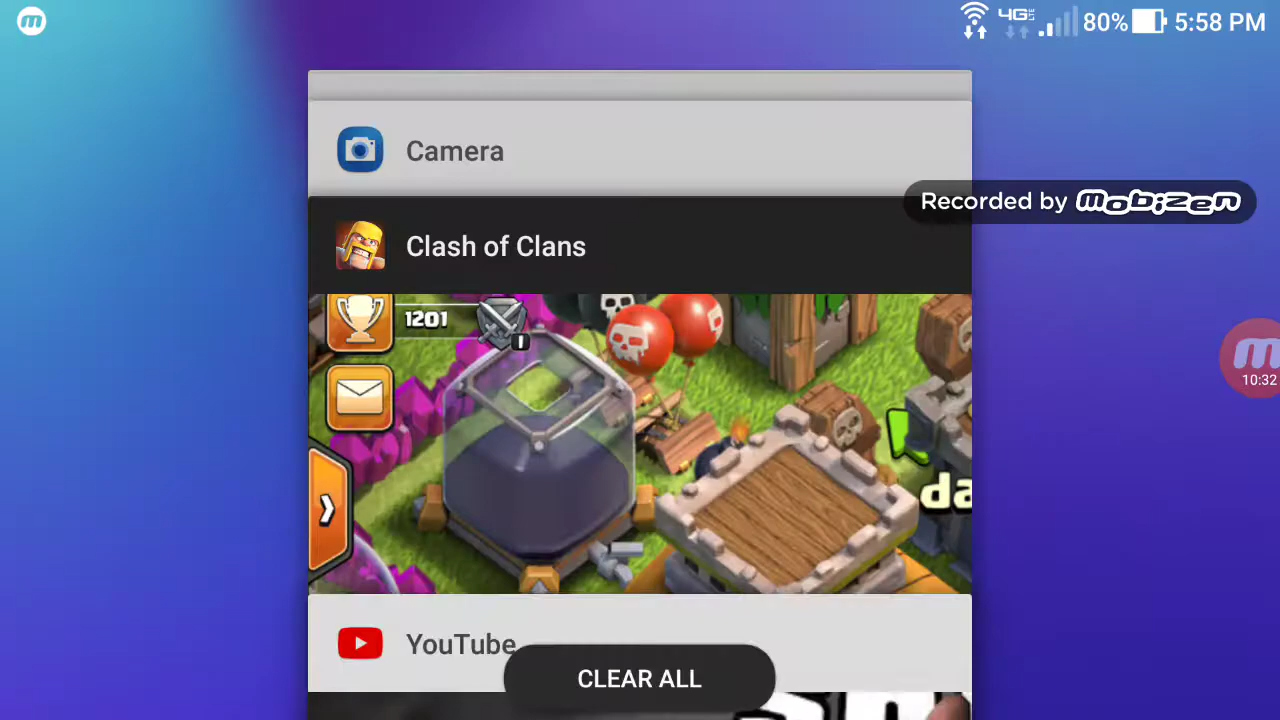 m
4G LTE
80%
5:58 PM
Camera
Recorded by mobizen
Clash of Clans
1201
I
m
10:32
da
YouTube
CLEAR ALL